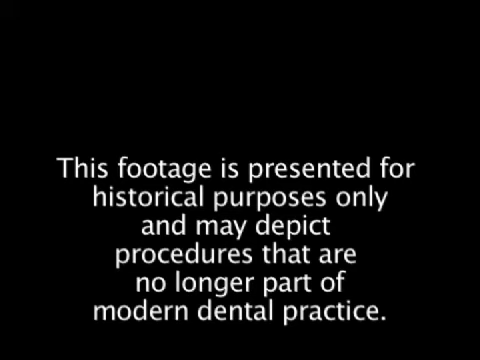 This footage is presented for
historical purposes only
and may depict
procedures that are
no longer part of
modern dental practice.